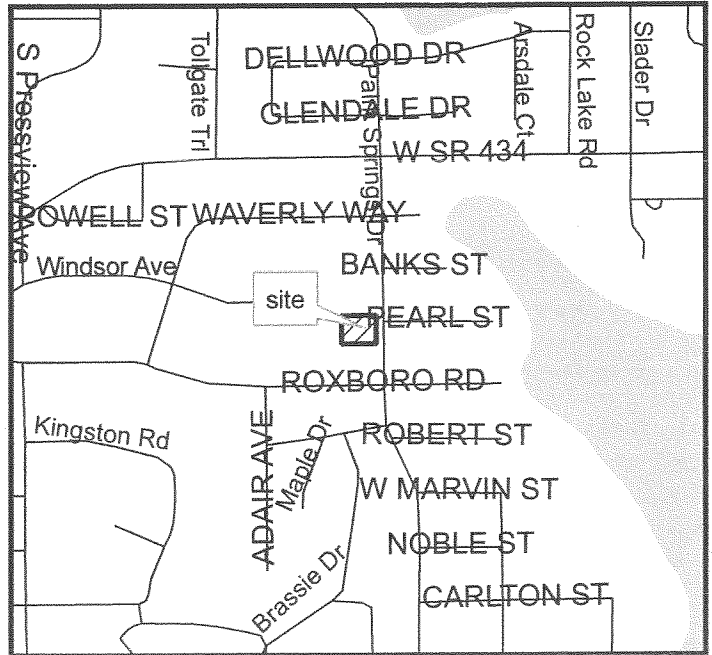 S Pressview Ave
Tollgate Trl
DELLWOOD DR
Arsdale Ct
Rock Lake Rd
Slader Dr
GLENDALE DR
Palm Springs Dr
W SR 434
POWELL ST
WAVERLY WAY
Windsor Ave
BANKS ST
site
PEARL ST
ROXBORO RD
Kingston Rd
ADAIR AVE
Maple Dr
ROBERT ST
W MARVIN ST
NOBLE ST
Brassie Dr
CARLTON ST